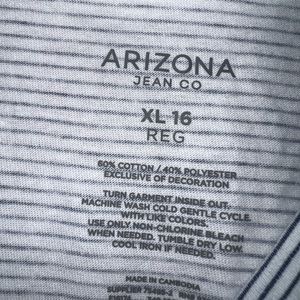 ARIZONA
JEAN CO
XL 16
REG
60% COTTON / 40% POLYESTER
EXCLUSIVE OF DECORATION
TURN GARMENT INSIDE OUT.
MACHINE WASH COLD GENTLE CYCLE.
WITH LIKE COLORS.
USE ONLY NON-CHLORINE BLEACH
WHEN NEEDED. TUMBLE DRY LOW.
COOL IRON IF NEEDED.
MADE IN CAMBODIA
SUPPLIER